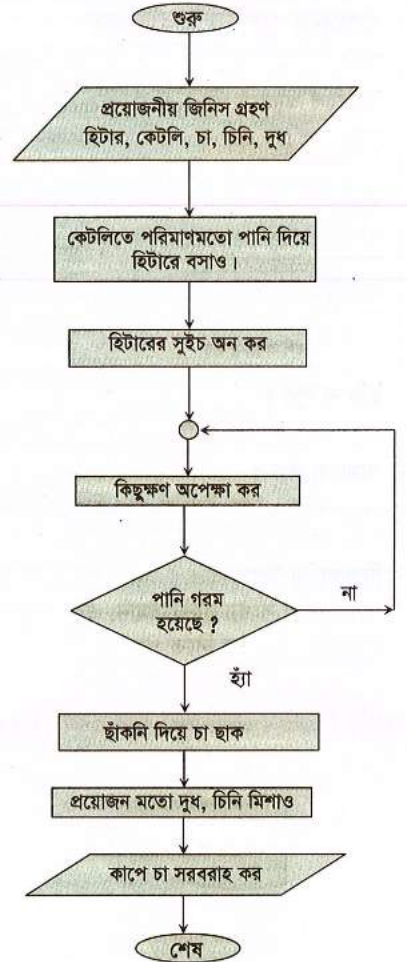 শুরু
প্রয়োজনীয় জিনিস গ্রহণ
হিটার, কেটলি, চা, চিনি, দুধ
কেটলিতে পরিমাণমতো পানি দিয়ে
হিটারে বসাও।
হিটারের সুইচ অন কর
কিছুক্ষণ অপেক্ষা কর
পানি গরম
হয়েছে ?
না
হ্যাঁ
ছাঁকনি দিয়ে চা ছাক
প্রয়োজন মতো দুধ, চিনি মিশাও
কাপে চা সরবরাহ কর
শেষ